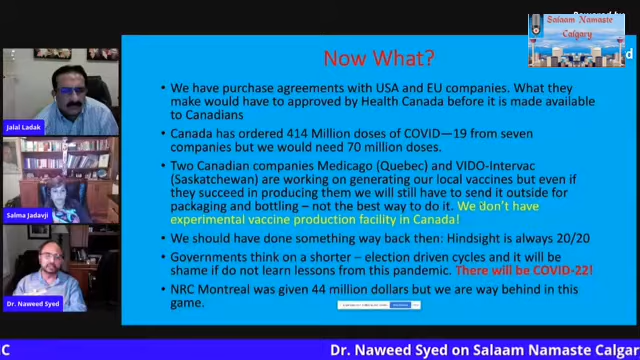 Salaam Namaste
Calgary
Now What?
• We have purchase agreements with USA and EU companies. What they
make would have to approved by Health Canada before it is made available
to Canadians
• Canada has ordered 414 Million doses of COVID—19 from seven
companies but we would need 70 million doses.
• Two Canadian companies Medicago (Quebec) and VIDO-Intervac
(Saskatchewan) are working on generating our local vaccines but even if
they succeed in producing them we will still have to send it outside for
packaging and bottling – not the best way to do it. We don't have
experimental vaccine production facility in Canada!
• We should have done something way back then: Hindsight is always 20/20
• Governments think on a shorter – election driven cycles and it will be
shame if do not learn lessons from this pandemic. There will be COVID-22!
• NRC Montreal was given 44 million dollars but we are way behind in this
game.
Jalal Ladak
Salma Jadavji
Dr. Naweed Syed
IC
Dr. Naweed Syed on Salaam Namaste Calgar